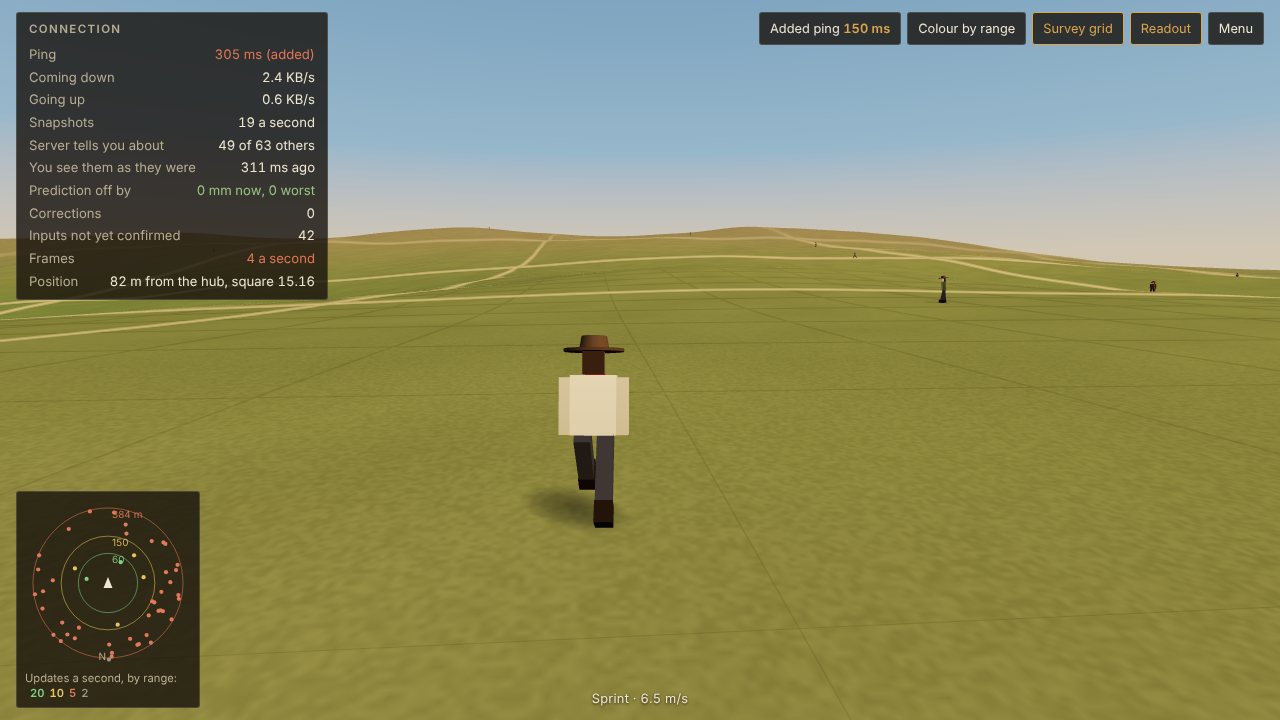 CONNECTION
Ping 305 ms (added)
Coming down 2.4 KB/s
Going up 0.6 KB/s
Snapshots 19 a second
Server tells you about 49 of 63 others
You see them as they were 311 ms ago
Prediction off by 0 mm now, 0 worst
Corrections 0
Inputs not yet confirmed 42
Frames 4 a second
Position 82 m from the hub, square 15.16
Added ping 150 ms
Colour by range
Survey grid
Readout
Menu
384 m
150
60
N
Updates a second, by range:
20 10 5 2
Sprint · 6.5 m/s